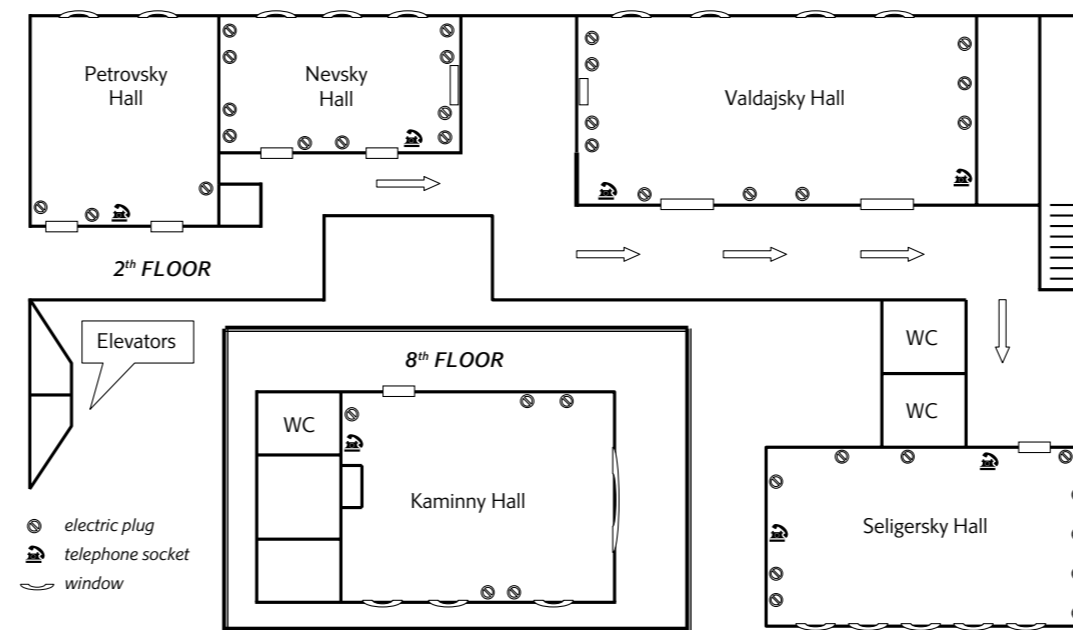 Petrovsky
Hall
Nevsky
Hall
Valdajsky Hall
2th FLOOR
Elevators
8th FLOOR
WC
WC
WC
Kaminny Hall
Seligersky Hall
electric plug
telephone socket
window